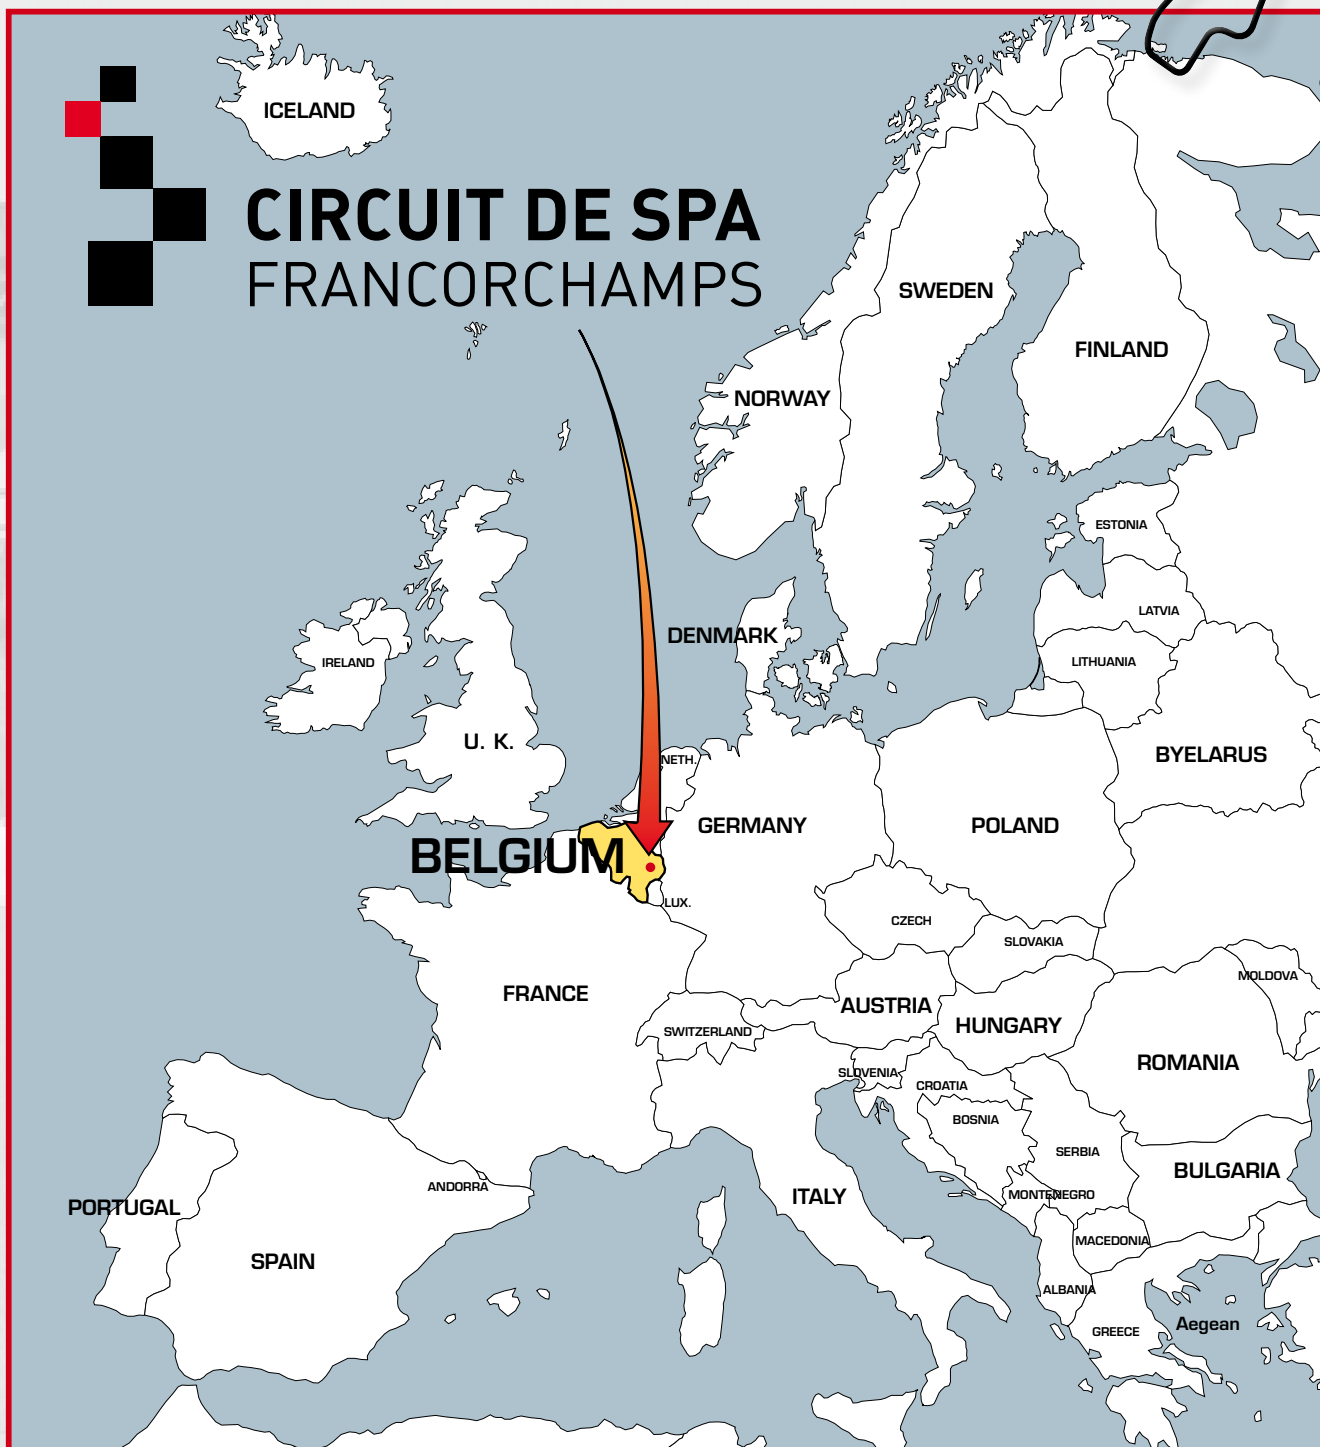 ICELAND
CIRCUIT DE SPA
FRANCORCHAMPS
SWEDEN
FINLAND
NORWAY
ESTONIA
LATVIA
DENMARK
IRELAND
LITHUANIA
U. K.
NETH.
BYELARUS
GERMANY
POLAND
BELGIUM
LUX.
CZECH
SLOVAKIA
MOLDOVA
FRANCE
AUSTRIA
HUNGARY
SWITZERLAND
ROMANIA
SLOVENIA
CROATIA
BOSNIA
SERBIA
BULGARIA
ANDORRA
ITALY
MONTENEGRO
PORTUGAL
MACEDONIA
SPAIN
ALBANIA
Aegean
GREECE